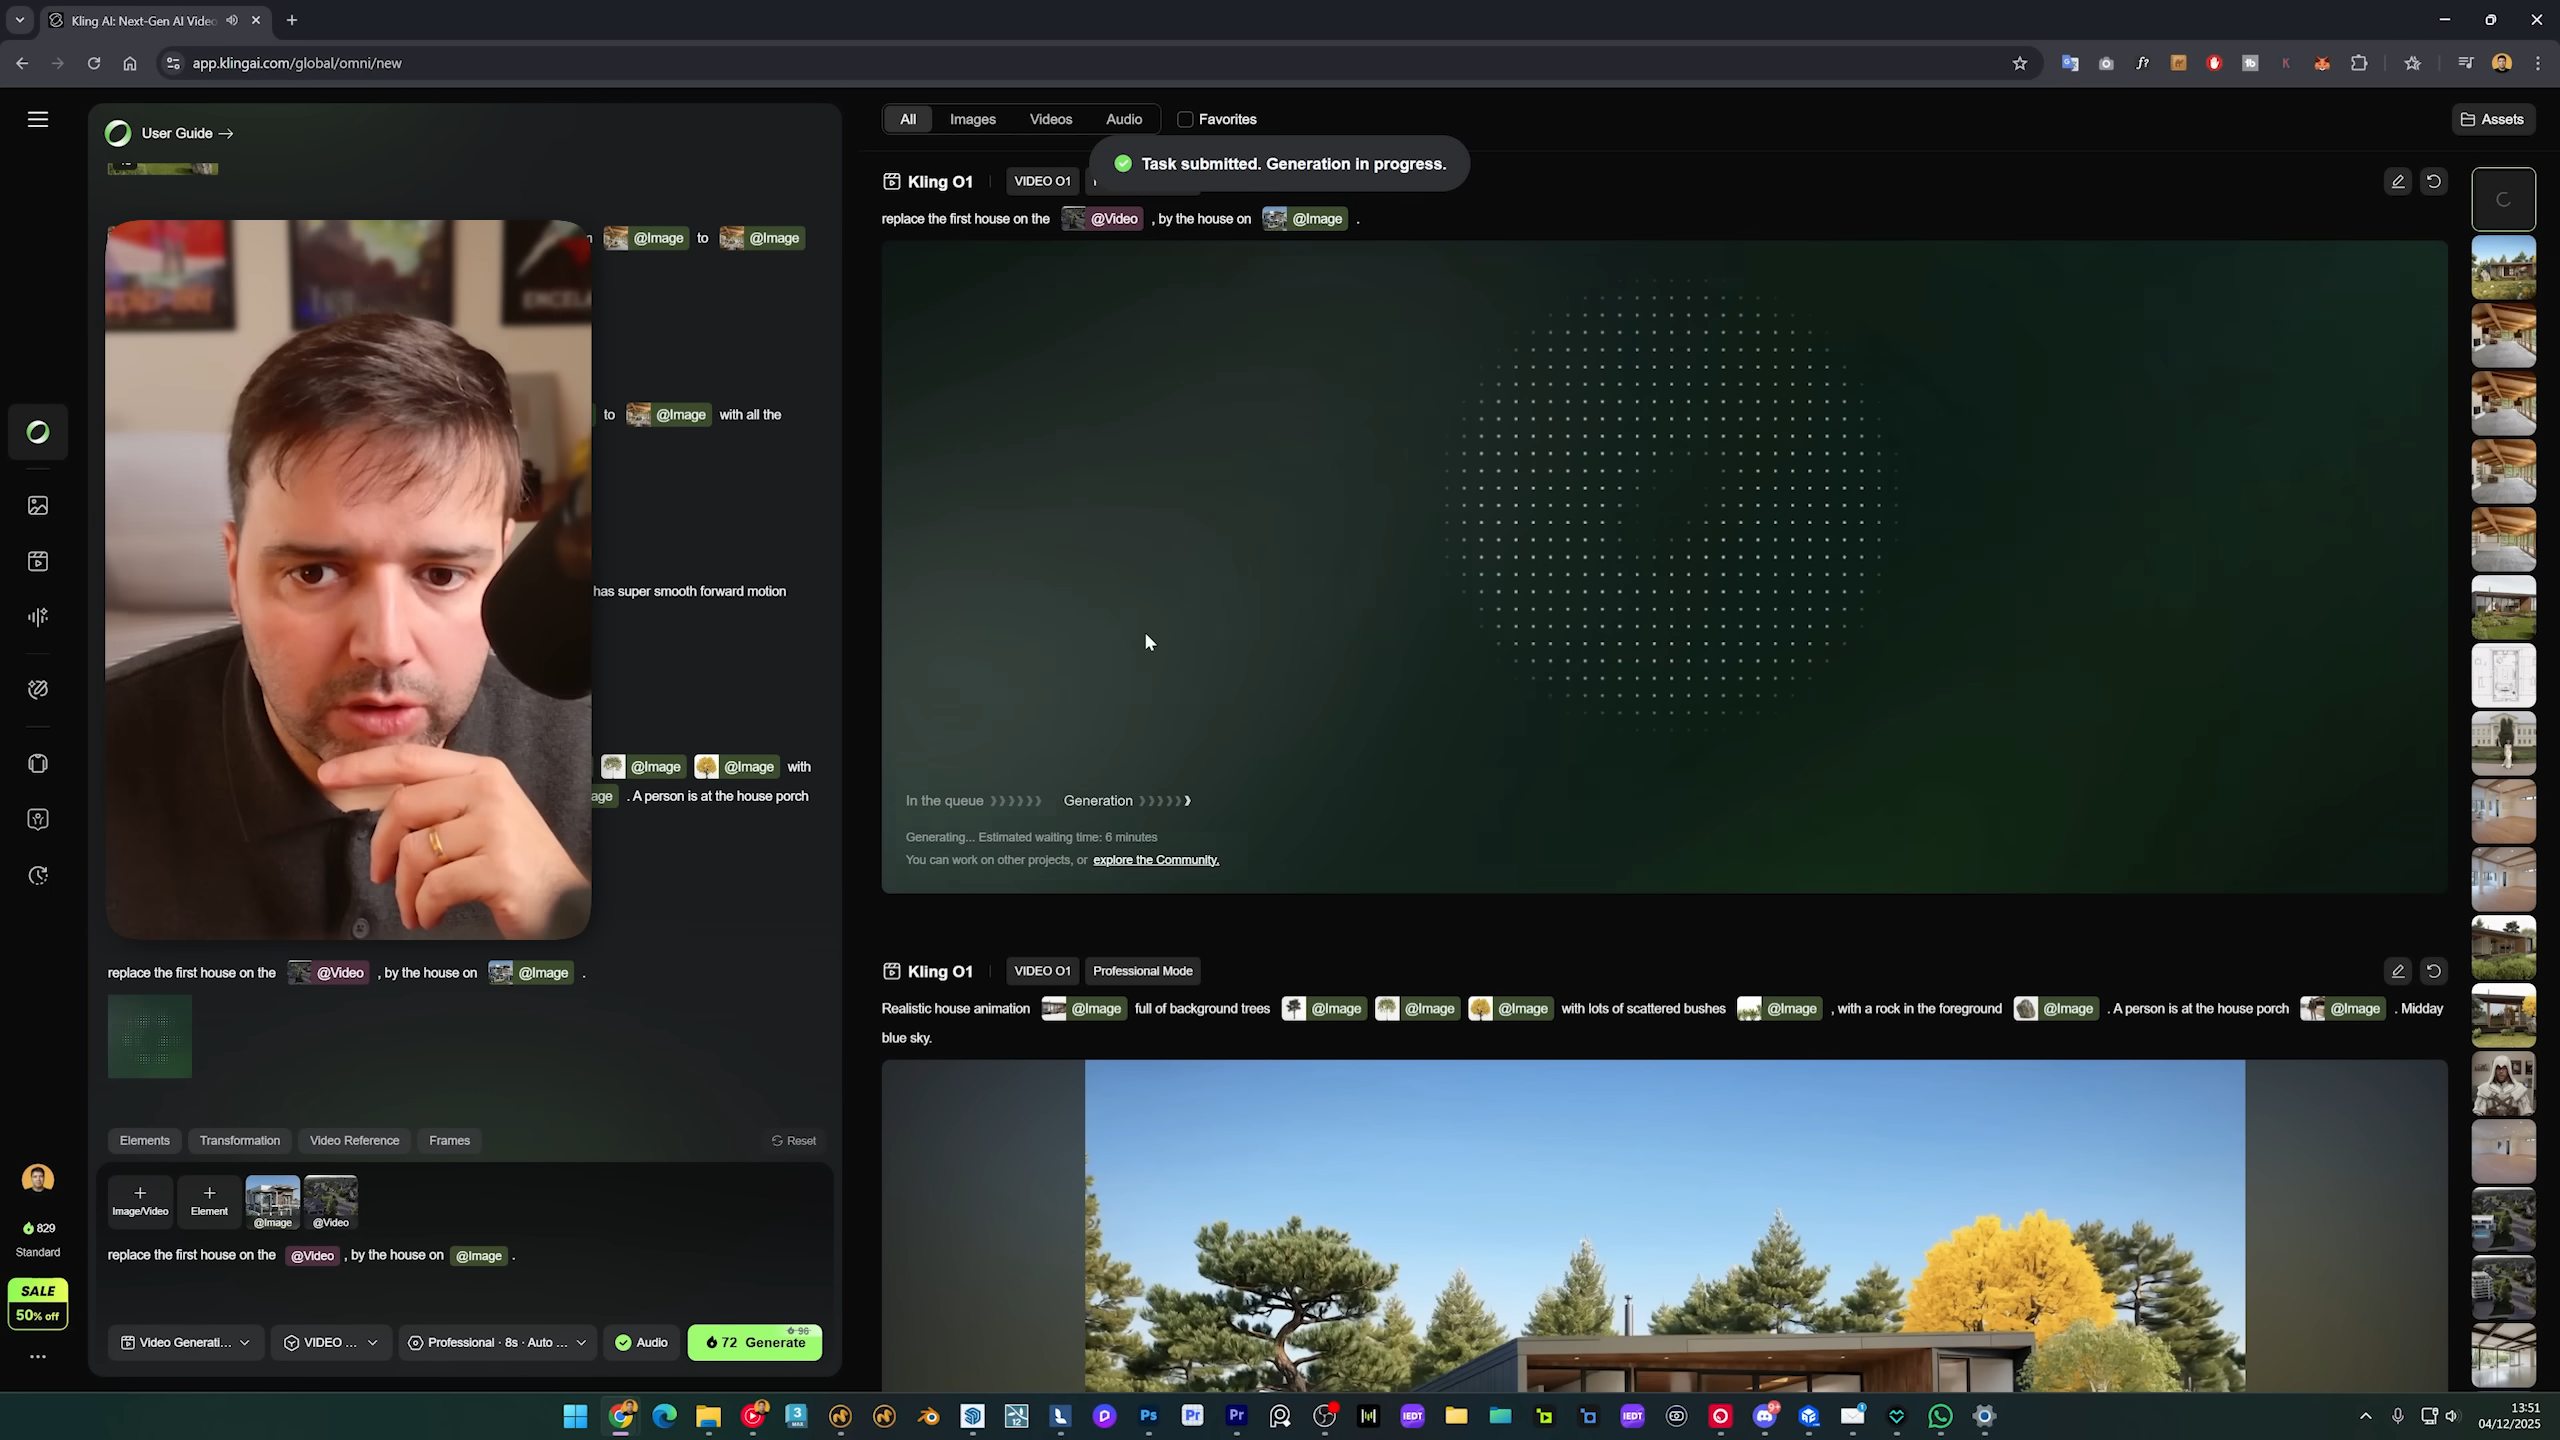 Kling AI: Next-Gen AI Video
app.klingai.com/global/omni/new
User Guide →
All
Images
Videos
Audio
Favorites
Assets
Task submitted. Generation in progress.
Kling O1
VIDEO O1
replace the first house on the @Video , by the house on @Image .
@Image to @Image
to @Image with all the
has super smooth forward motion
@Image @Image with
age . A person is at the house porch
In the queue
Generation
Generating... Estimated waiting time: 6 minutes
You can work on other projects, or explore the Community.
replace the first house on the @Video , by the house on @Image .
Kling O1
VIDEO O1
Professional Mode
Realistic house animation @Image full of background trees @Image @Image @Image with lots of scattered bushes @Image , with a rock in the foreground @Image . A person is at the house porch @Image . Midday
blue sky.
Elements
Transformation
Video Reference
Frames
Reset
Image/Video
Element
@Image
@Video
829
Standard
replace the first house on the @Video , by the house on @Image .
SALE
50% off
Video Generati...
VIDEO ...
Professional · 8s · Auto ...
Audio
96
72 Generate
13:51
04/12/2025